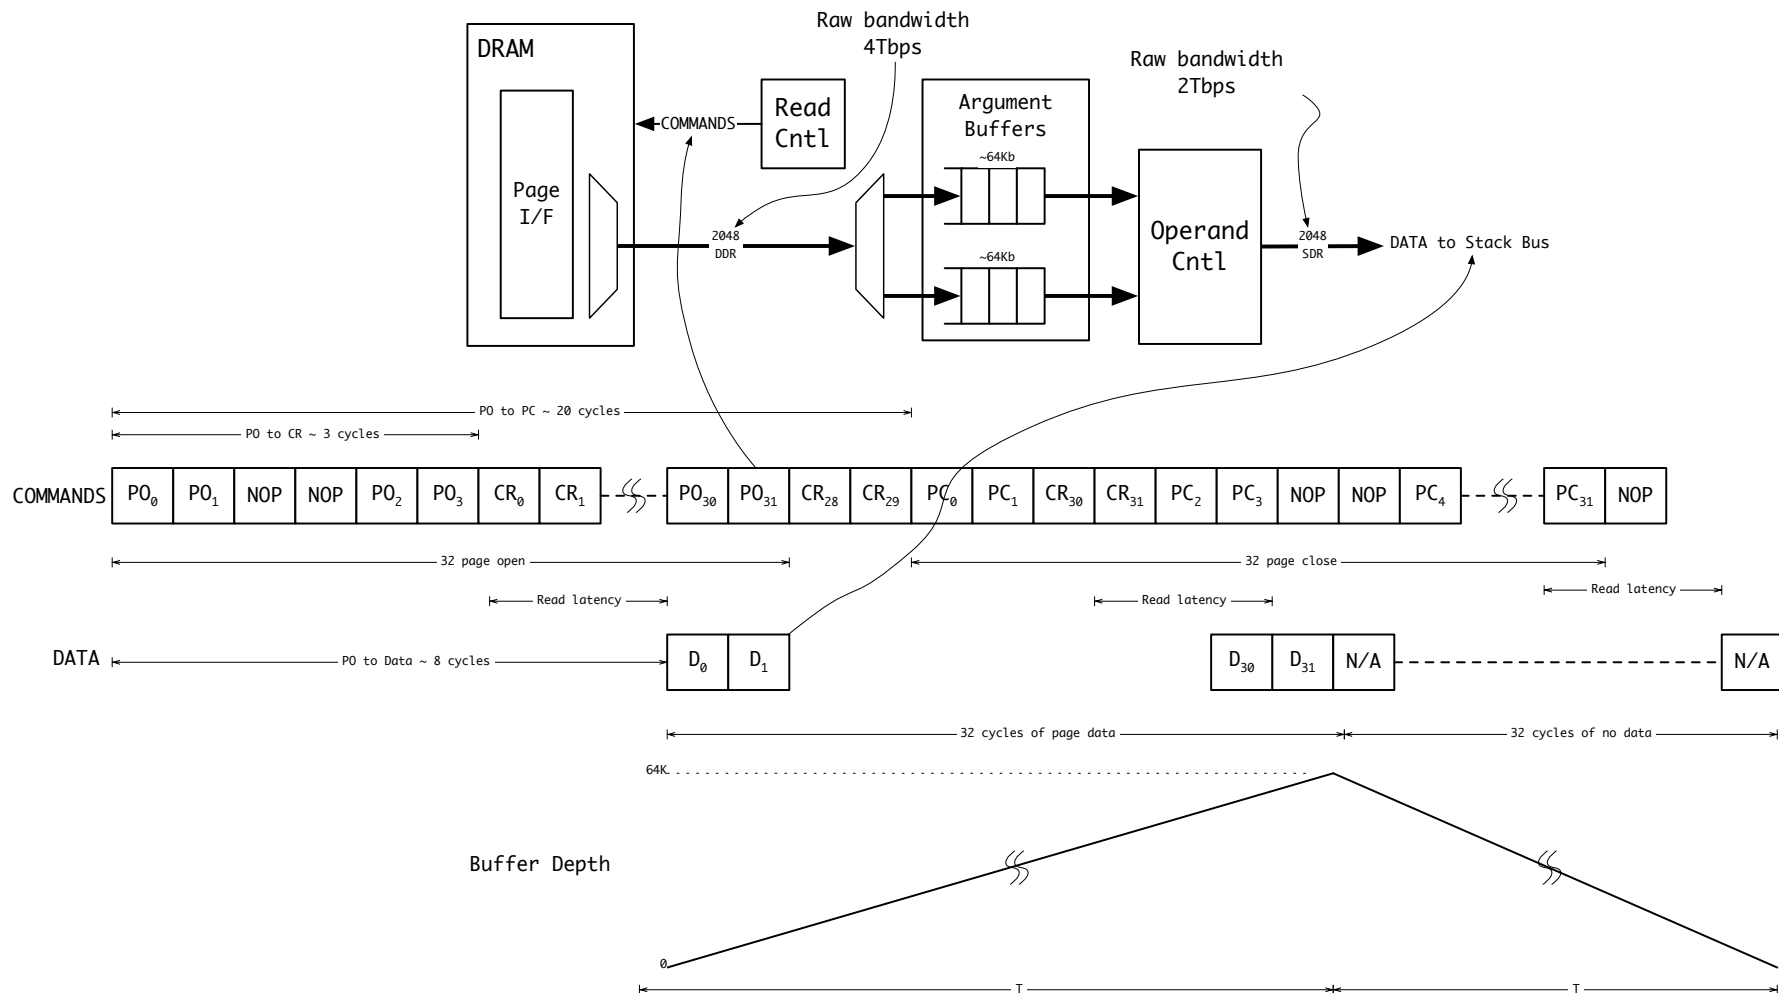 Raw bandwidth
4Tbps
DRAM
Raw bandwidth
2Tbps
Read
Cntl
COMMANDS
Argument
Buffers
~64Kb
Page
I/F
2048
DDR
Operand
Cntl
2048
SDR
DATA to Stack Bus
~64Kb
PO to PC ~ 20 cycles
PO to CR ~ 3 cycles
COMMANDS PO0 PO1 NOP NOP PO2 PO3 CR0 CR1 PO30 PO31 CR28 CR29 PC0 PC1 CR30 CR31 PC2 PC3 NOP NOP PC4 PC31 NOP
32 page open 32 page close
Read latency Read latency Read latency
DATA PO to Data ~ 8 cycles D0 D1 D30 D31 N/A N/A
32 cycles of page data 32 cycles of no data
64K
Buffer Depth
0
T T